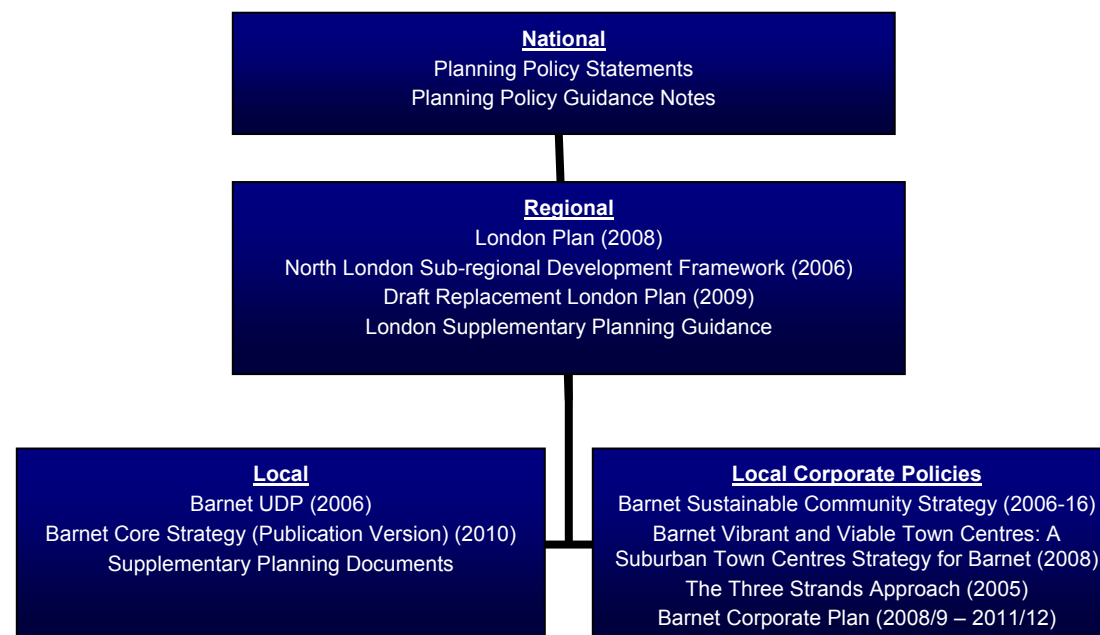 National
Planning Policy Statements
Planning Policy Guidance Notes
Regional
London Plan (2008)
North London Sub-regional Development Framework (2006)
Draft Replacement London Plan (2009)
London Supplementary Planning Guidance
Local
Barnet UDP (2006)
Barnet Core Strategy (Publication Version) (2010)
Supplementary Planning Documents
Local Corporate Policies
Barnet Sustainable Community Strategy (2006-16)
Barnet Vibrant and Viable Town Centres: A
Suburban Town Centres Strategy for Barnet (2008)
The Three Strands Approach (2005)
Barnet Corporate Plan (2008/9 – 2011/12)